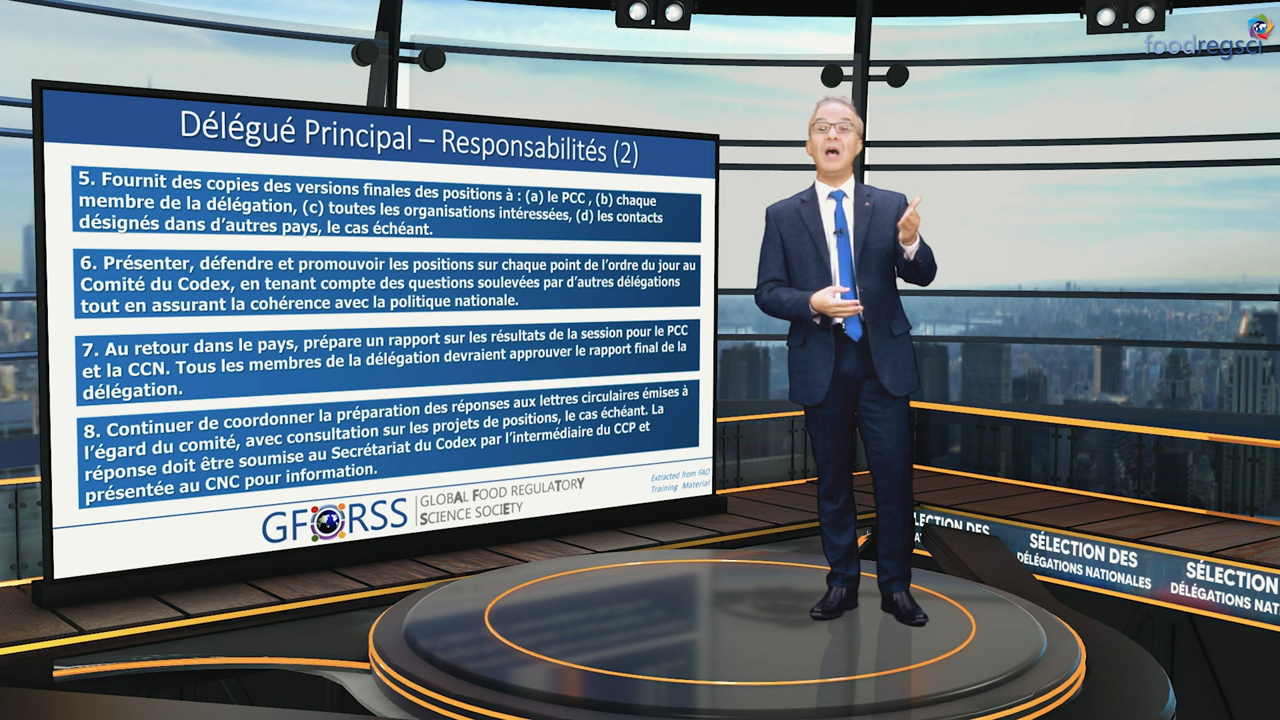 foodregsci
Délégué Principal – Responsabilités (2)
5. Fournit des copies des versions finales des positions à : (a) le PCC , (b) chaque
membre de la délégation, (c) toutes les organisations intéressées, (d) les contacts
désignés dans d’autres pays, le cas échéant.
6. Présenter, défendre et promouvoir les positions sur chaque point de l’ordre du jour au
Comité du Codex, en tenant compte des questions soulevées par d’autres délégations
tout en assurant la cohérence avec la politique nationale.
7. Au retour dans le pays, prépare un rapport sur les résultats de la session pour le PCC
et la CCN. Tous les membres de la délégation devraient approuver le rapport final de la
délégation.
8. Continuer de coordonner la préparation des réponses aux lettres circulaires émises à
l’égard du comité, avec consultation sur les projets de positions, le cas échéant. La
réponse doit être soumise au Secrétariat du Codex par l’intermédiaire du CCP et
présentée au CNC pour information.
Extracted from FAO
Training Material
GFORSS
GLOBAL FOOD REGULATORY
SCIENCE SOCIETY
LECTION DES
SÉLECTION DES
DÉLÉGATIONS NATIONALES
SÉLECTION
DÉLÉGATIONS NAT